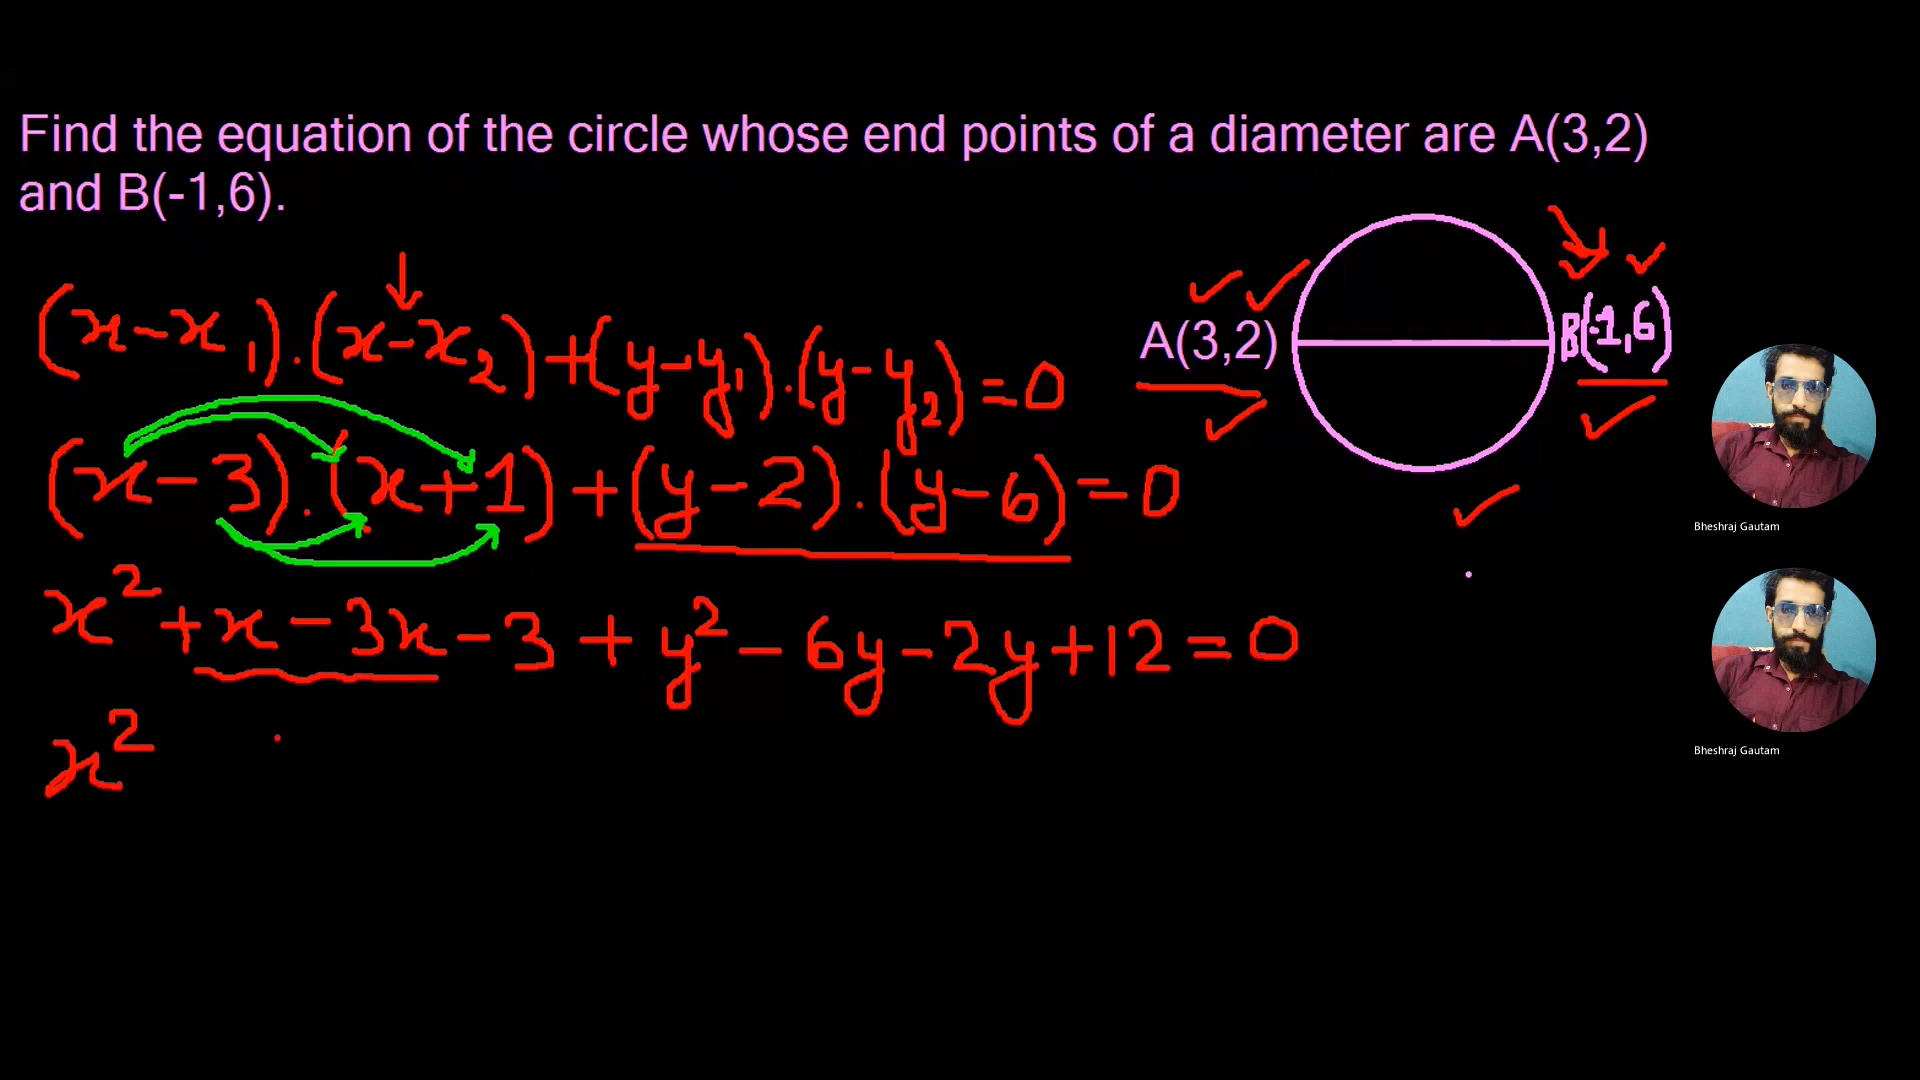 Find the equation of the circle whose end points of a diameter are A(3,2)
and B(-1,6).
(x-x₁).(x-x₂)+(y-y₁).(y-y₂)=0
A(3,2)
B(-1,6)
(x-3).(x+1)+(y-2).(y-6)=0
x²+x-3x-3+y²-6y-2y+12=0
x²
Bheshraj Gautam
Bheshraj Gautam